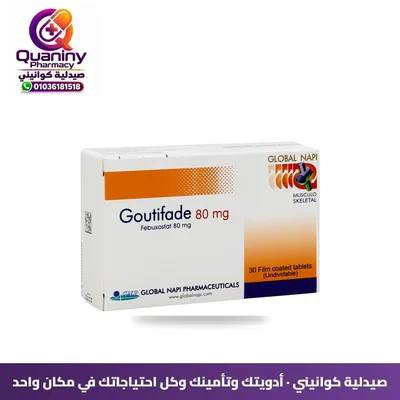 Quaniny
Pharmacy
صيدلية كوانيني
01036181518
GLOBAL NAPI
MUSCULO
SKELETAL
Goutifade 80 mg
Febuxostat 80 mg
30 Film coated tablets
(Undividable)
GLOBAL NAPI PHARMACEUTICALS
www.globalnapi.com
صيدلية كوانيني - أدويتك وتأمينك وكل احتياجاتك في مكان واحد